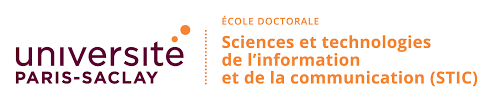 université
PARIS-SACLAY
ÉCOLE DOCTORALE
Sciences et technologies
de l'information
et de la communication (STIC)